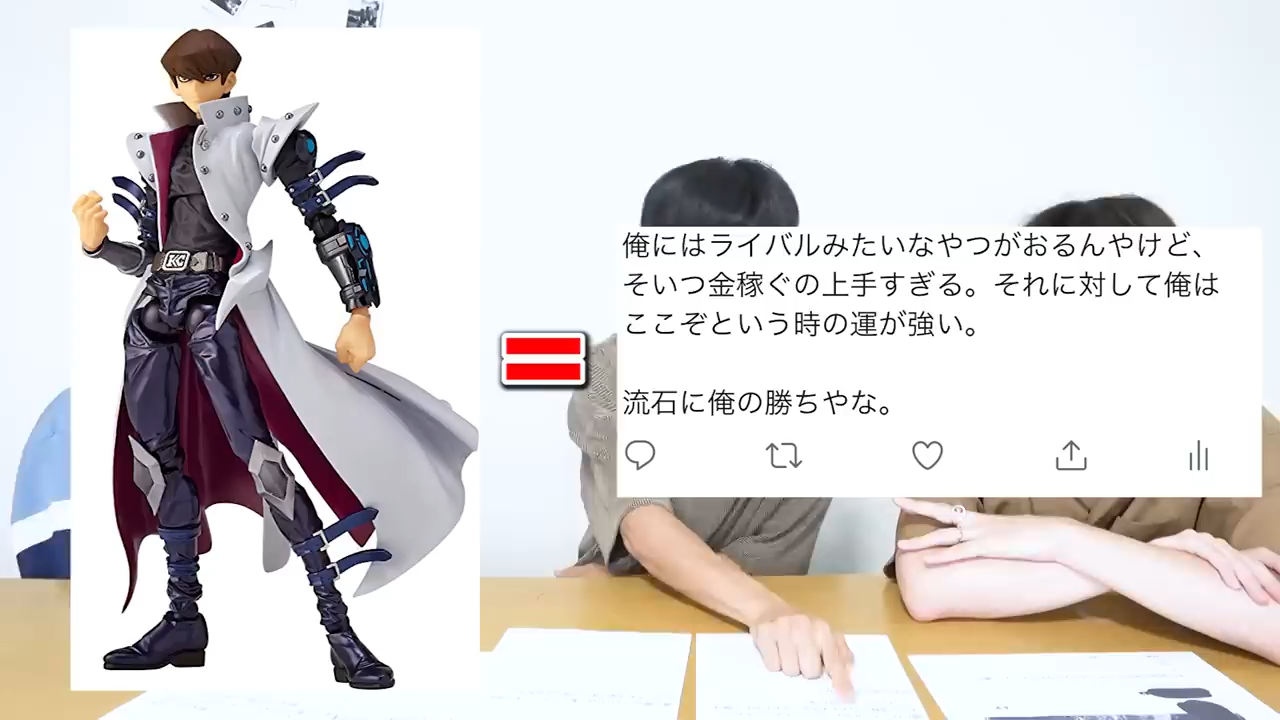 KC
俺にはライバルみたいなやつがおるんやけど、
そいつ金稼ぐの上手すぎる。それに対して俺は
ここぞという時の運が強い。
流石に俺の勝ちやな。